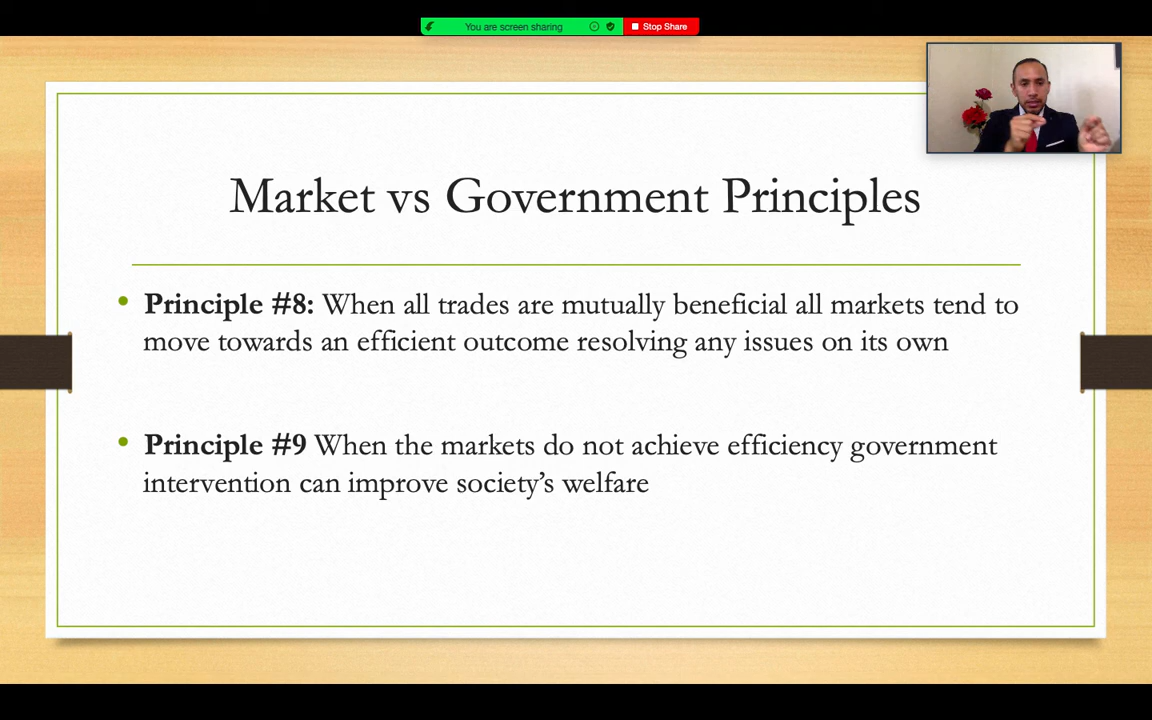 You are screen sharing
Stop Share
Market vs Government Principles
• Principle #8: When all trades are mutually beneficial all markets tend to
move towards an efficient outcome resolving any issues on its own
• Principle #9 When the markets do not achieve efficiency government
intervention can improve society’s welfare